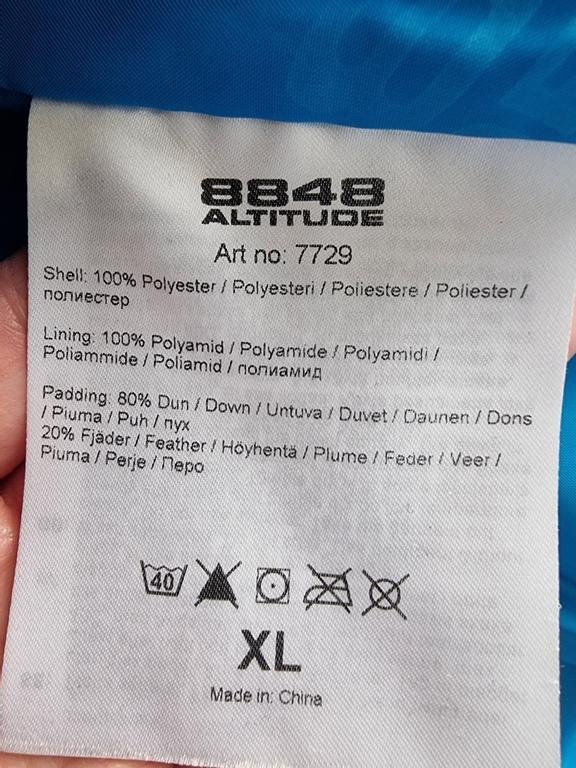 8848
ALTITUDE
Art no: 7729
Shell: 100% Polyester / Polyesteri / Poliestere / Poliester /
полиестер
Lining: 100% Polyamid / Polyamide / Polyamidi /
Poliammide / Poliamid / полиамид
Padding: 80% Dun / Down / Untuva / Duvet / Daunen / Dons
/ Piuma / Puh / пух
20% Fjäder / Feather / Höyhentä / Plume / Feder / Veer /
Piuma / Perje / Перо
40
XL
Made in: China